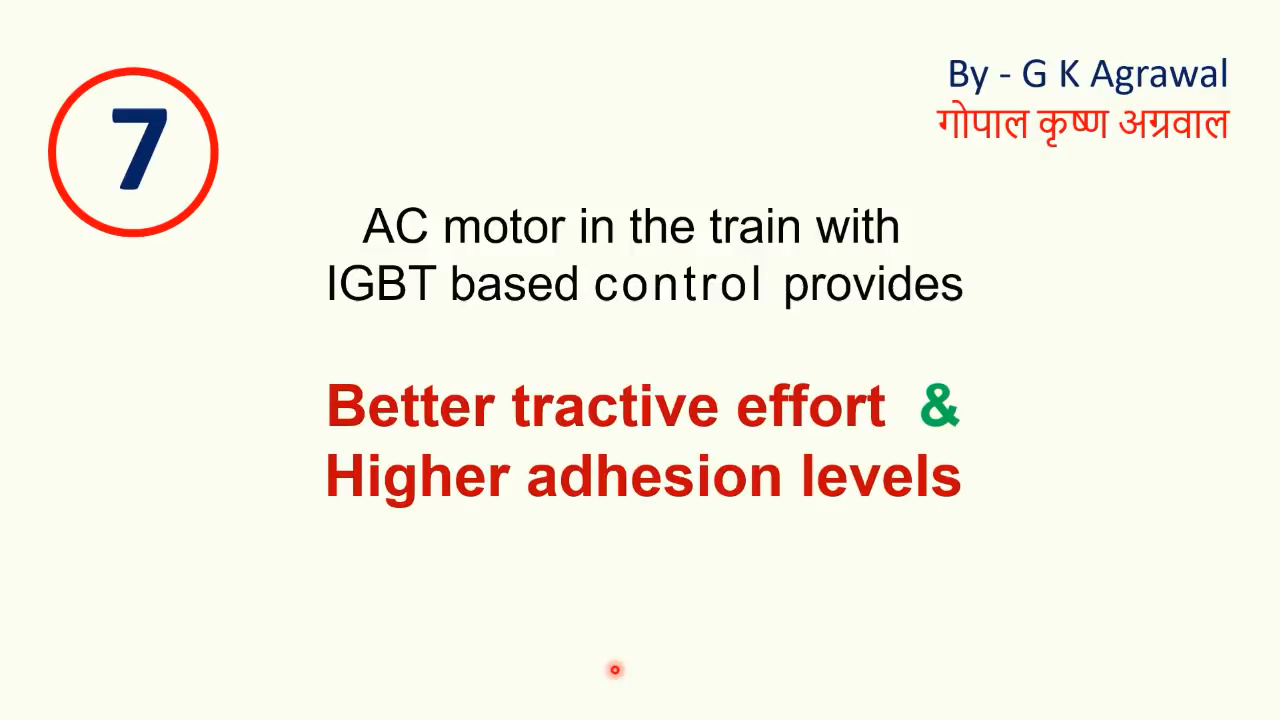 7
By - G K Agrawal
गोपाल कृष्ण अग्रवाल
AC motor in the train with
IGBT based control provides
Better tractive effort &
Higher adhesion levels